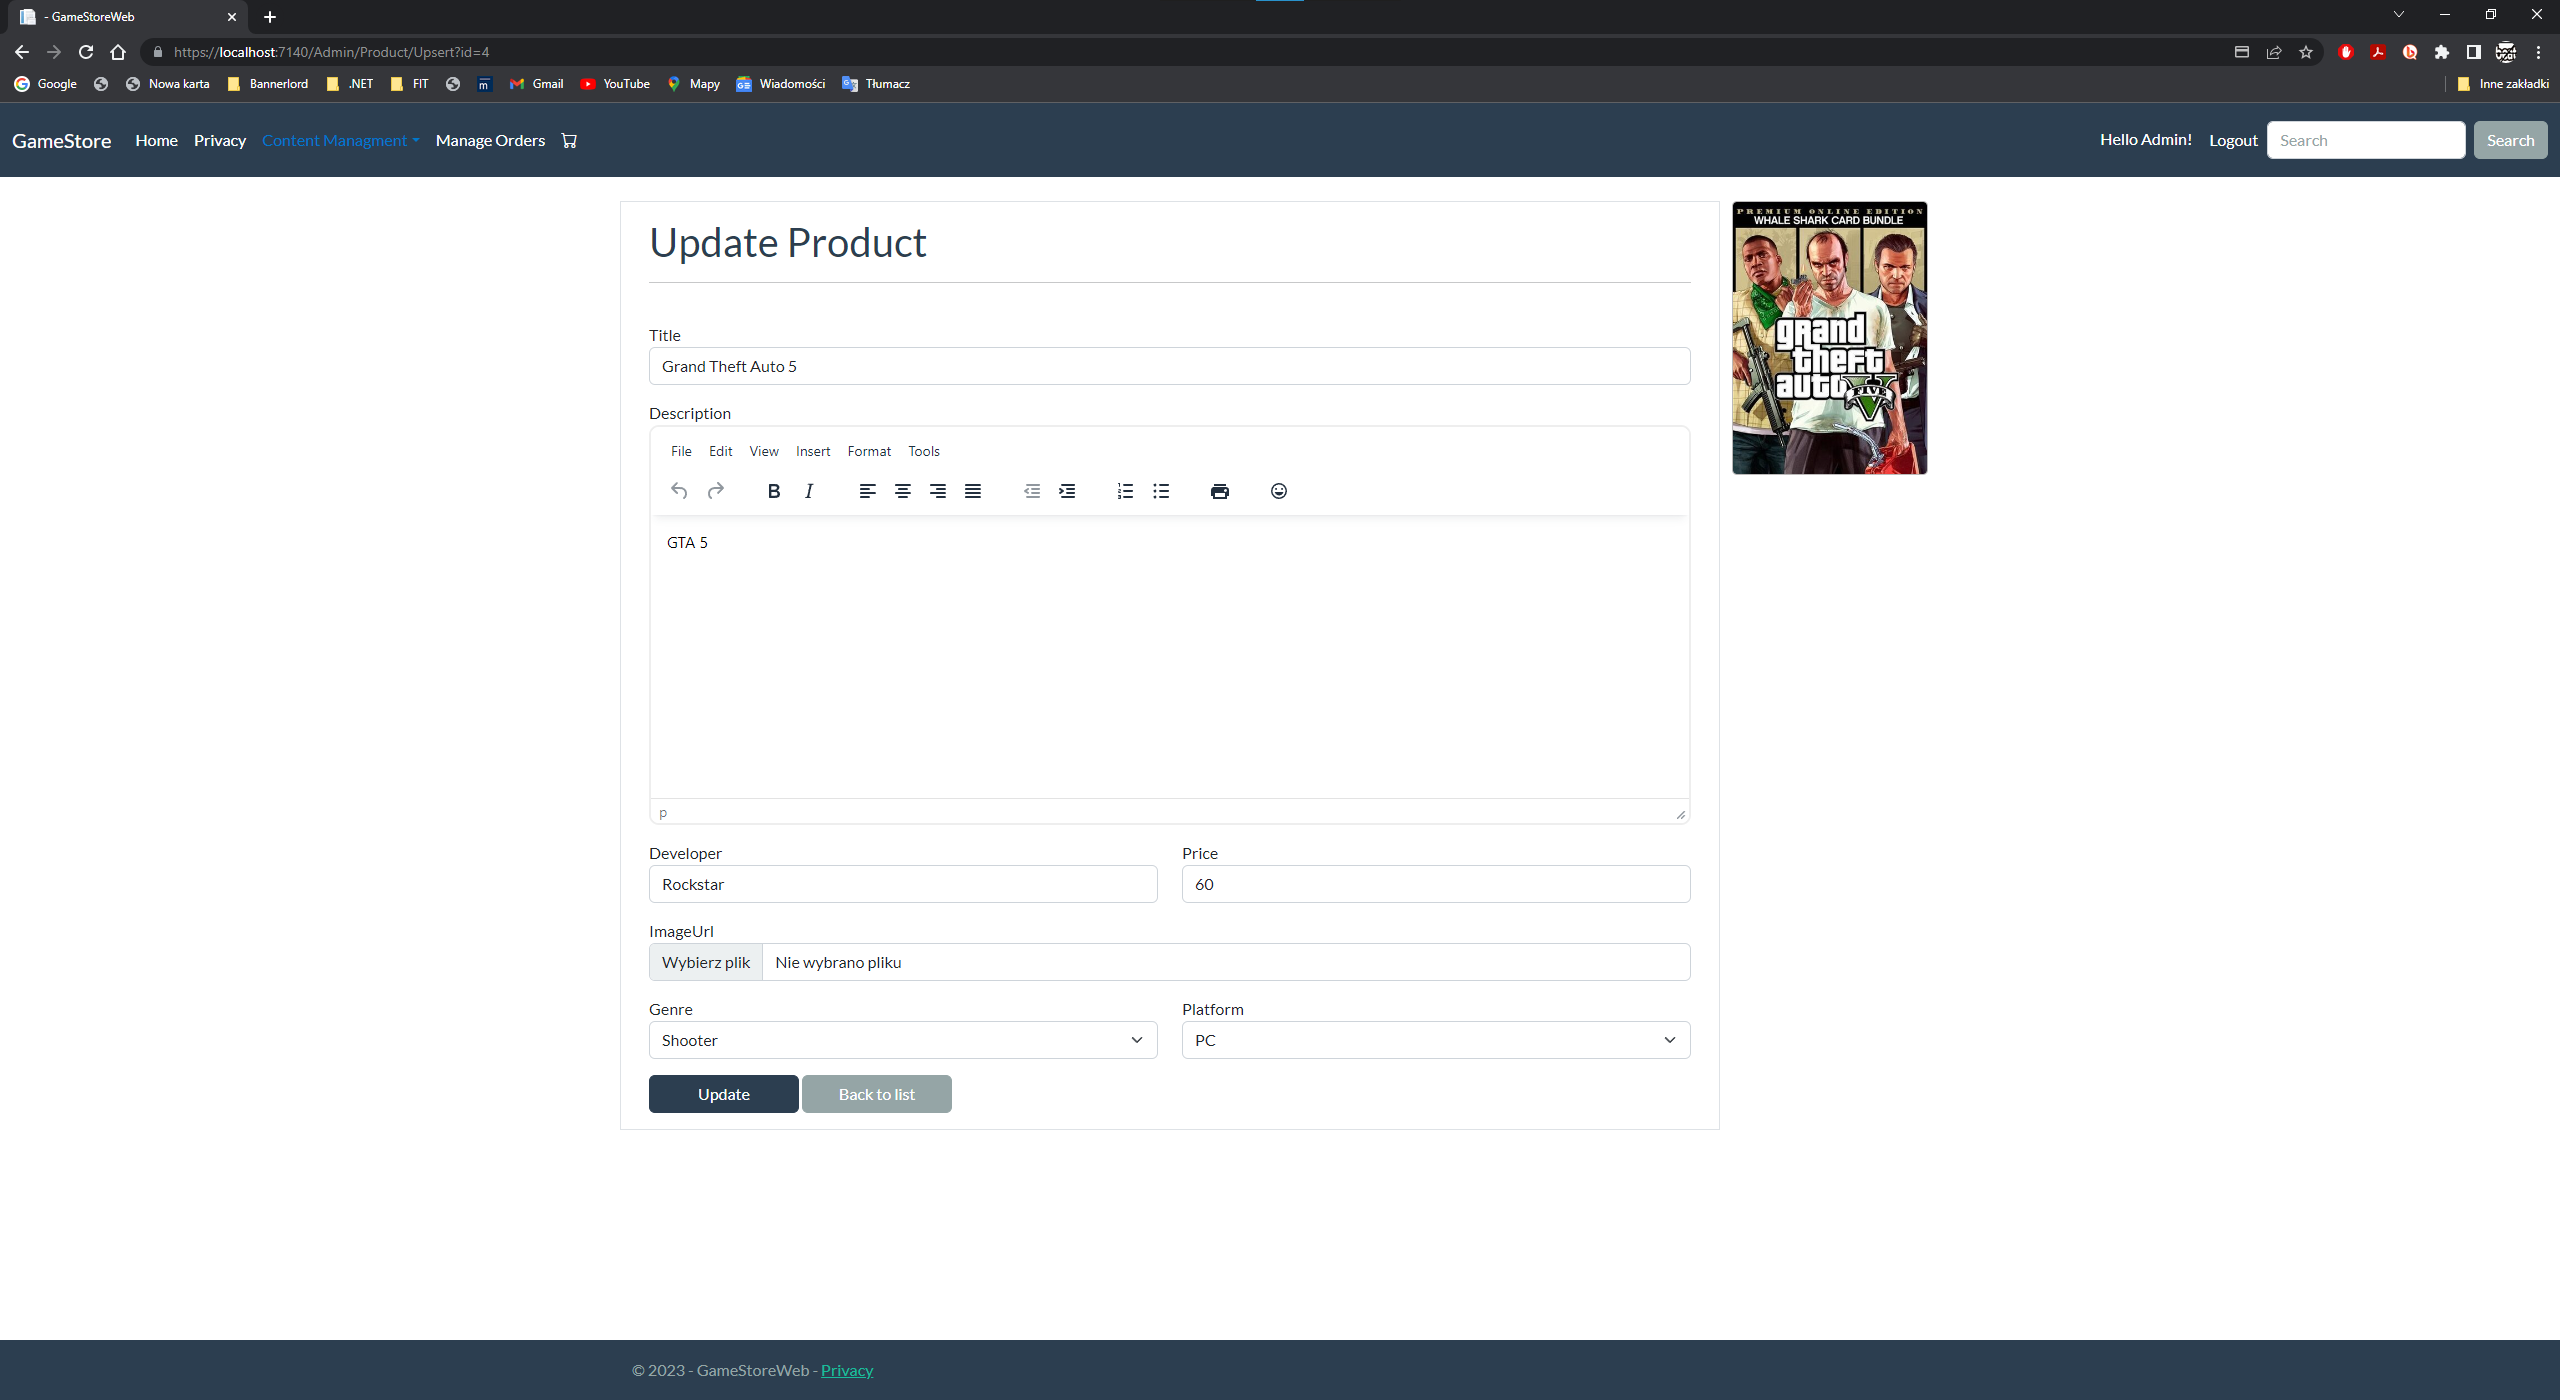 - GameStoreWeb
https://localhost:7140/Admin/Product/Upsert?id=4
Google Nowa karta Bannerlord .NET FIT m Gmail YouTube Mapy Wiadomości Tłumacz Inne zakładki
GameStore Home Privacy Content Managment Manage Orders Hello Admin! Logout Search Search
Update Product
PREMIUM ONLINE EDITION
WHALE SHARK CARD BUNDLE
grand
theft
auto V
FIVE
Title
Grand Theft Auto 5
Description
File Edit View Insert Format Tools
B I
GTA 5
p
Developer Price
Rockstar 60
ImageUrl
Wybierz plik Nie wybrano pliku
Genre Platform
Shooter PC
Update Back to list
© 2023 - GameStoreWeb - Privacy